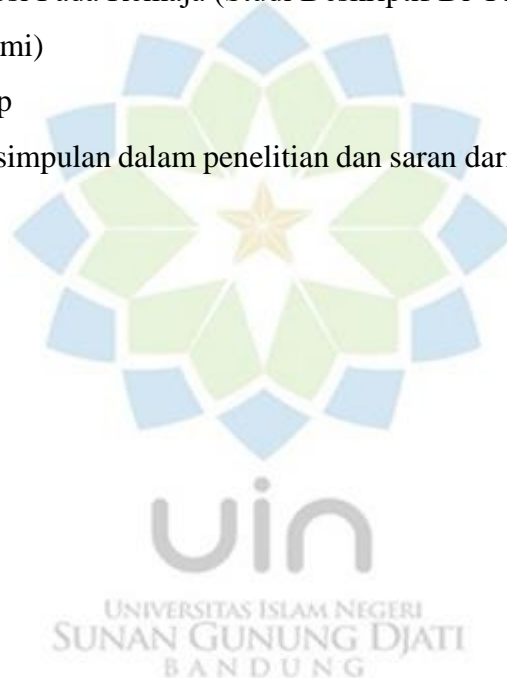 Pada Remaja (Studi Deskriptif Di
mi)
p
simpulan dalam penelitian dan saran dari
uin
UNIVERSITAS ISLAM NEGERI
SUNAN GUNUNG DJATI
BANDUNG